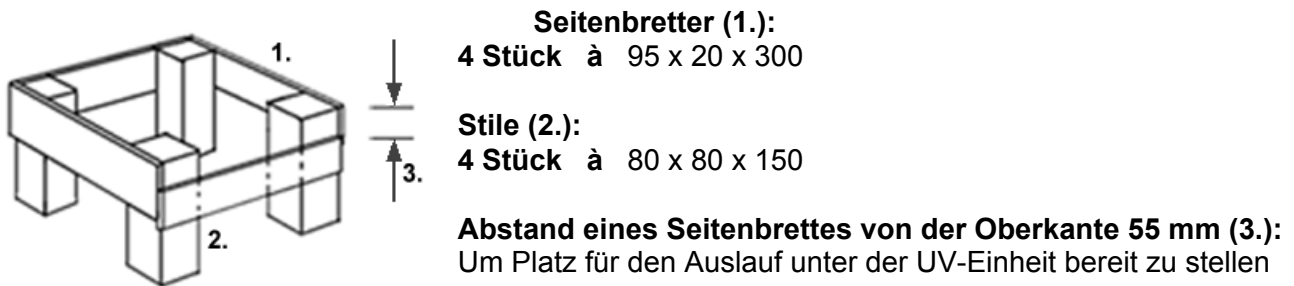 Seitenbretter (1.):
4 Stück à 95 x 20 x 300
Stile (2.):
4 Stück à 80 x 80 x 150
Abstand eines Seitenbrettes von der Oberkante 55 mm (3.):
Um Platz für den Auslauf unter der UV-Einheit bereit zu stellen
1.
3.
2.